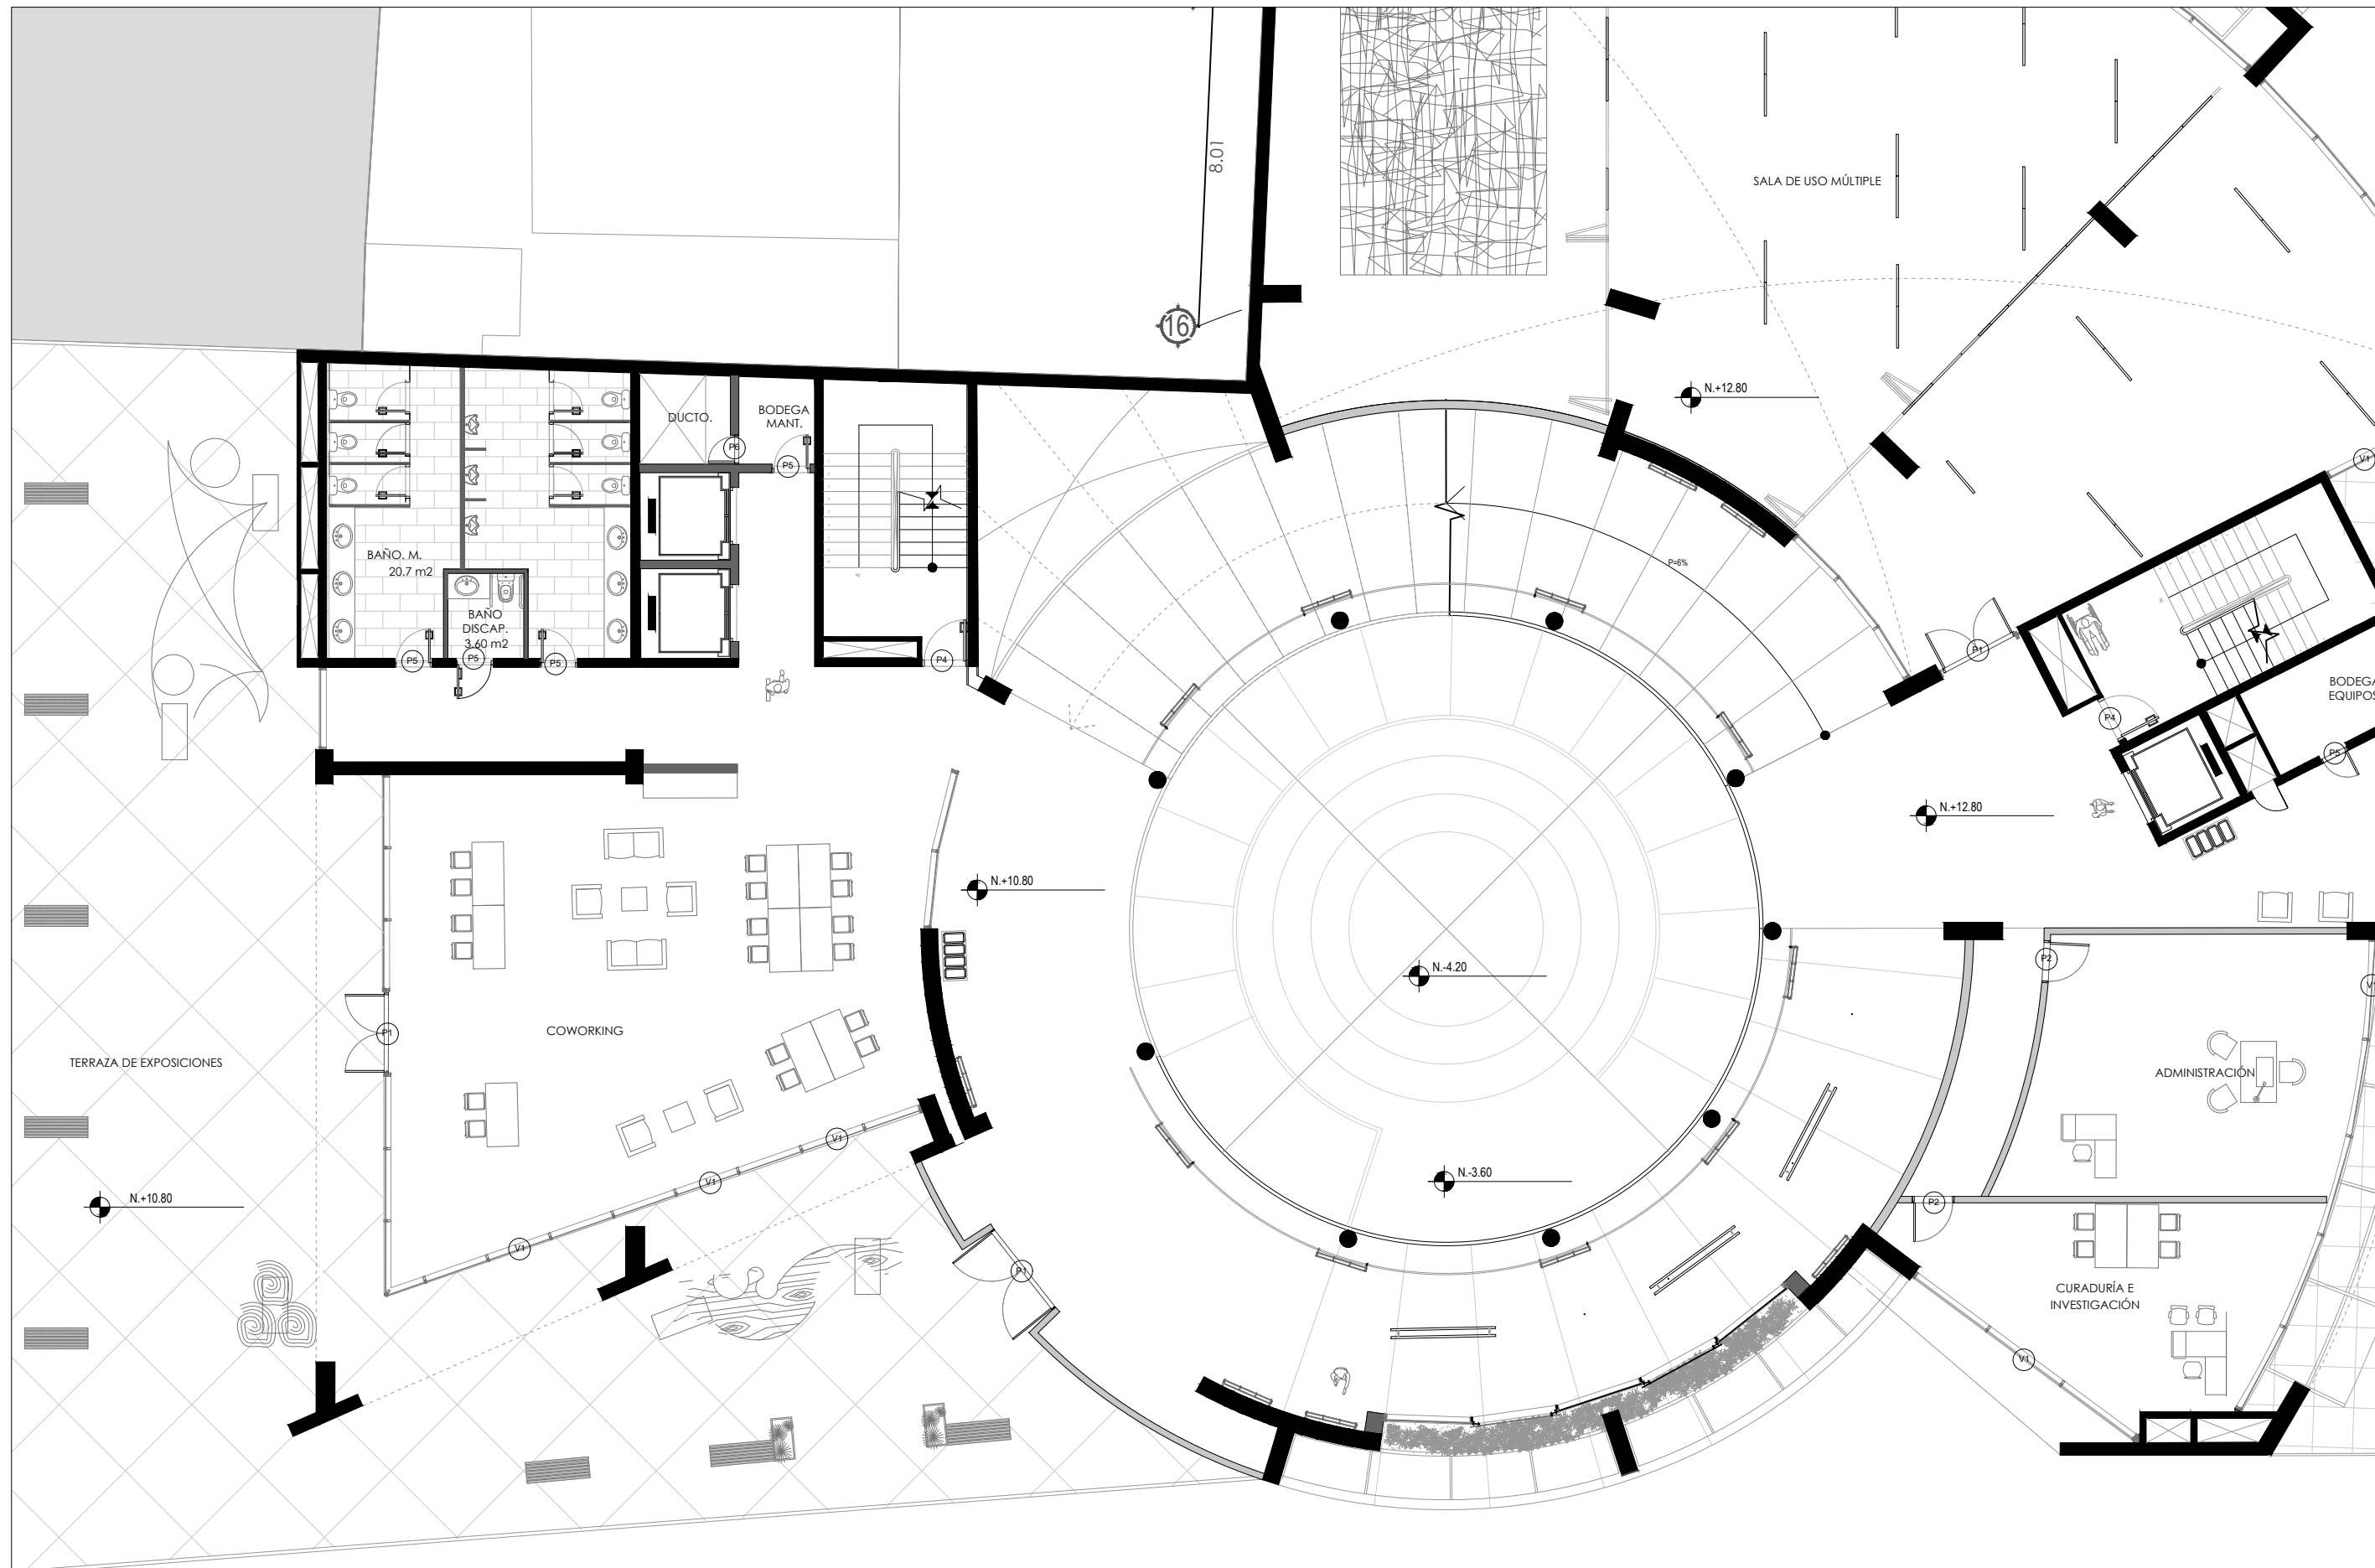 8.01
16
SALA DE USO MÚLTIPLE
N.+12.80
DUCTO.
BODEGA
MANT.
P6
P5
V1
BAÑO. M.
20.7 m2
P=6%
BAÑO
DISCAP.
3.60 m2
P5
P5
P5
P4
P1
BODEGA
EQUIPOS
P4
P5
N.+12.80
N.+10.80
P2
N.-4.20
V1
P1
COWORKING
TERRAZA DE EXPOSICIONES
ADMINISTRACIÓN
V1
N.-3.60
V1
N.+10.80
P2
V1
P1
CURADURÍA E
INVESTIGACIÓN
V1